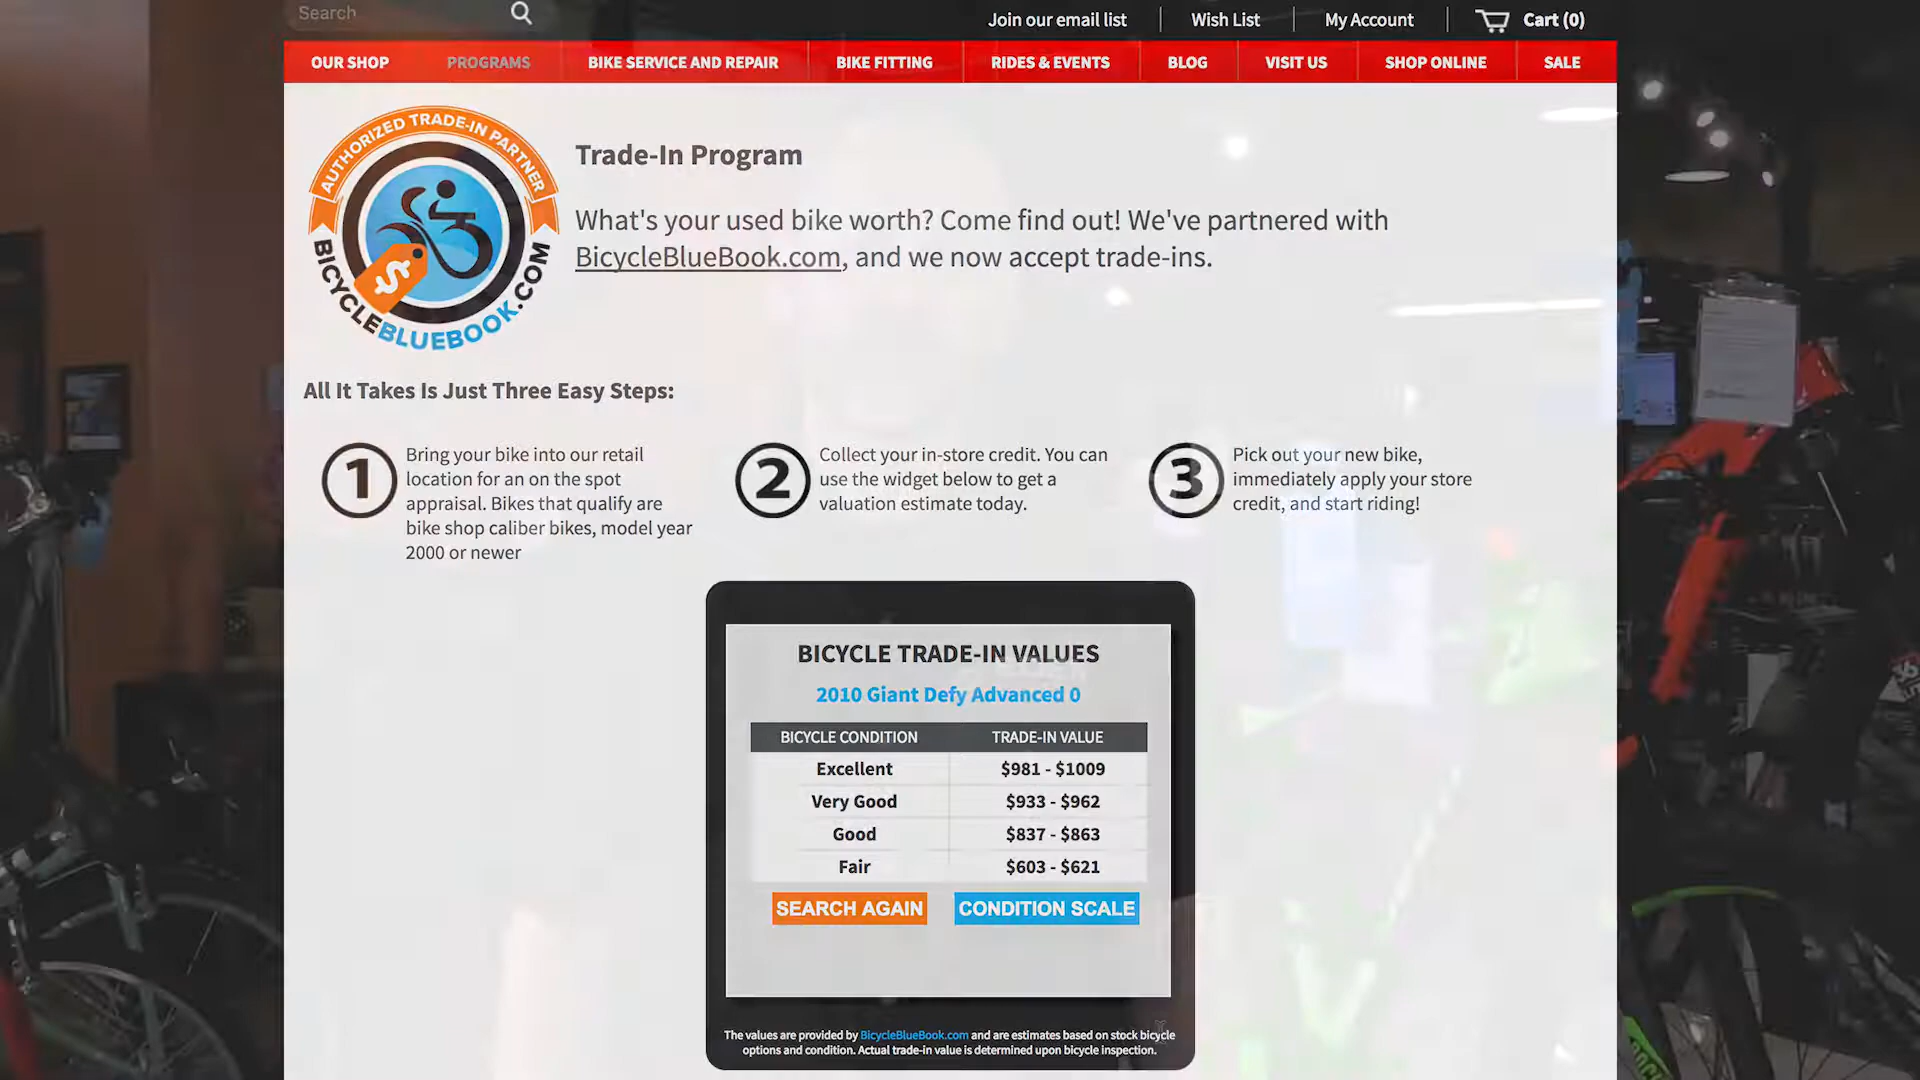 Search
Join our email list
Wish List
My Account
Cart (0)
OUR SHOP
PROGRAMS
BIKE SERVICE AND REPAIR
BIKE FITTING
RIDES & EVENTS
BLOG
VISIT US
SHOP ONLINE
SALE
AUTHORIZED TRADE-IN PARTNER
BICYCLEBLUEBOOK.COM
$
Trade-In Program
What's your used bike worth? Come find out! We've partnered with
BicycleBlueBook.com, and we now accept trade-ins.
All It Takes Is Just Three Easy Steps:
1
Bring your bike into our retail
location for an on the spot
appraisal. Bikes that qualify are
bike shop caliber bikes, model year
2000 or newer
2
Collect your in-store credit. You can
use the widget below to get a
valuation estimate today.
3
Pick out your new bike,
immediately apply your store
credit, and start riding!
BICYCLE TRADE-IN VALUES
2010 Giant Defy Advanced 0
BICYCLE CONDITION TRADE-IN VALUE
Excellent $981 - $1009
Very Good $933 - $962
Good $837 - $863
Fair $603 - $621
SEARCH AGAIN
CONDITION SCALE
The values are provided by BicycleBlueBook.com and are estimates based on stock bicycle
options and condition. Actual trade-in value is determined upon bicycle inspection.